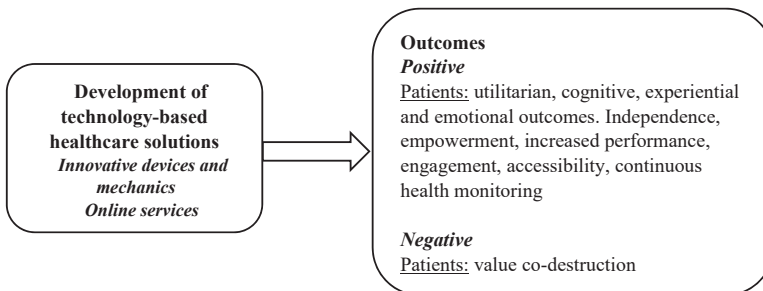 Development of
technology-based
healthcare solutions
Innovative devices and
mechanics
Online services
Outcomes
Positive
Patients: utilitarian, cognitive, experiential
and emotional outcomes. Independence,
empowerment, increased performance,
engagement, accessibility, continuous
health monitoring
Negative
Patients: value co-destruction